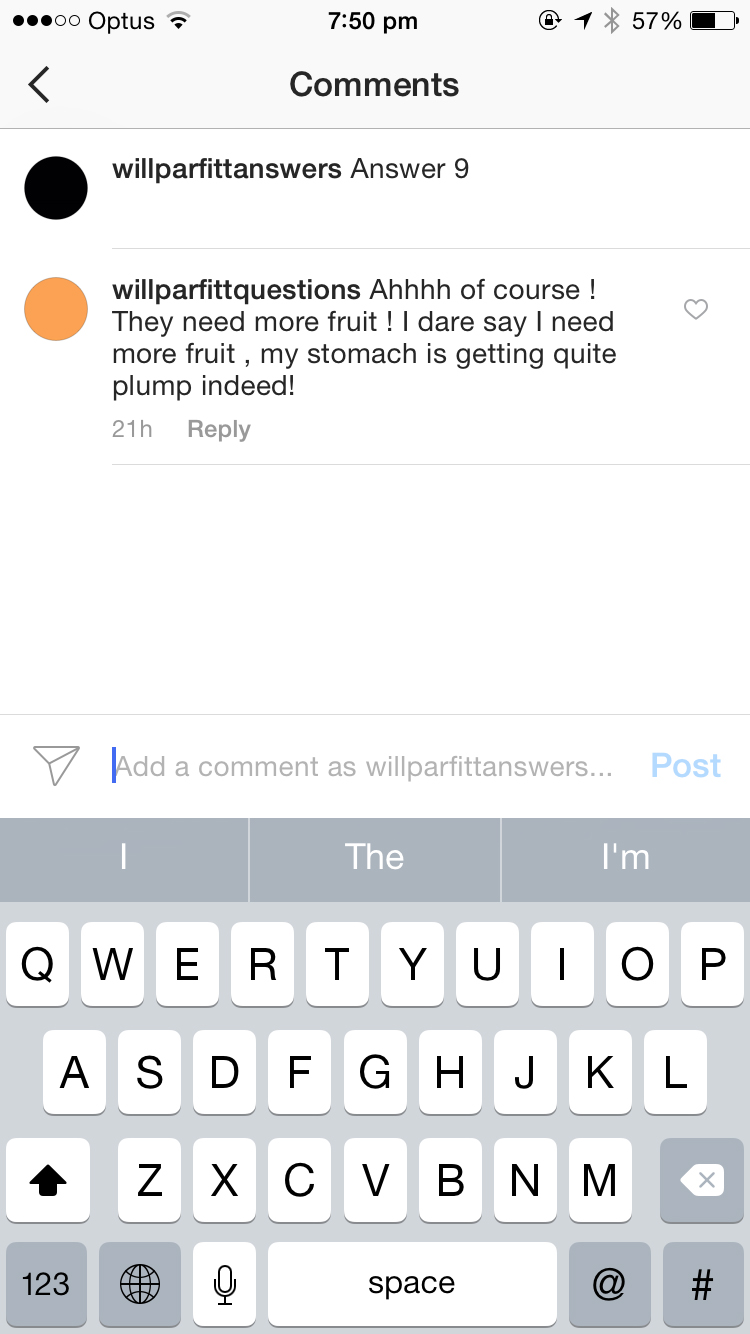 Optus 7:50 pm 57%
Comments
willparfittanswers Answer 9
willparfittquestions Ahhhh of course !
They need more fruit ! I dare say I need
more fruit , my stomach is getting quite
plump indeed!
21h Reply
Add a comment as willparfittanswers... Post
I The I'm
Q W E R T Y U I O P
A S D F G H J K L
Z X C V B N M
123 space @ #